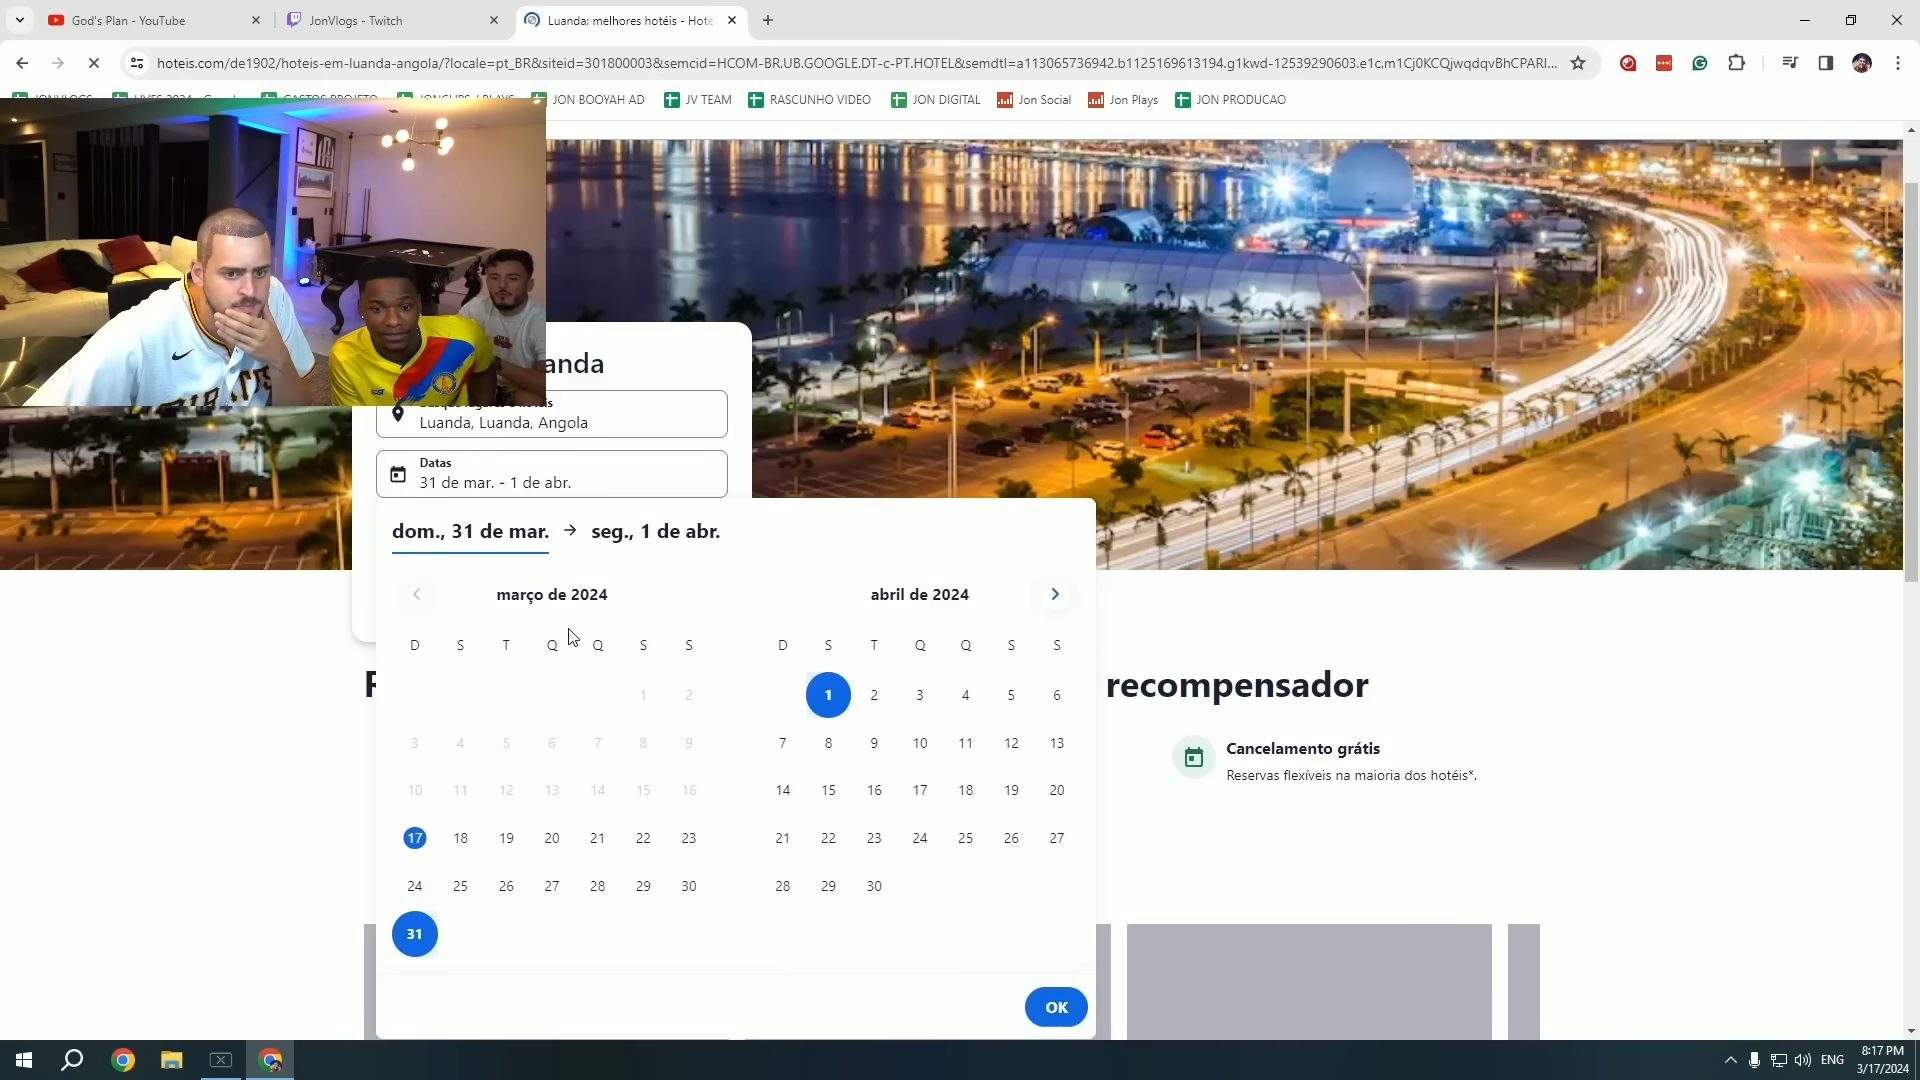 God's Plan - YouTube
JonVlogs - Twitch
Luanda: melhores hotéis - Hote
hoteis.com/de1902/hoteis-em-luanda-angola/?locale=pt_BR&siteid=301800003&semcid=HCOM-BR.UB.GOOGLE.DT-c-PT.HOTEL&semdtl=a113065736942.b1125169613194.g1kwd-12539290603.e1c.m1Cj0KCQjwqdqvBhCPARI...
JON BOOYAH AD
JV TEAM
RASCUNHO VIDEO
JON DIGITAL
Jon Social
Jon Plays
JON PRODUCAO
anda
Luanda, Luanda, Angola
Datas
31 de mar. - 1 de abr.
dom., 31 de mar. → seg., 1 de abr.
março de 2024
D S T Q Q S S
1 2
3 4 5 6 7 8 9
10 11 12 13 14 15 16
17 18 19 20 21 22 23
24 25 26 27 28 29 30
31
abril de 2024
D S T Q Q S S
1 2 3 4 5 6
7 8 9 10 11 12 13
14 15 16 17 18 19 20
21 22 23 24 25 26 27
28 29 30
OK
recompensador
Cancelamento grátis
Reservas flexíveis na maioria dos hotéis*.
ENG
8:17 PM
3/17/2024